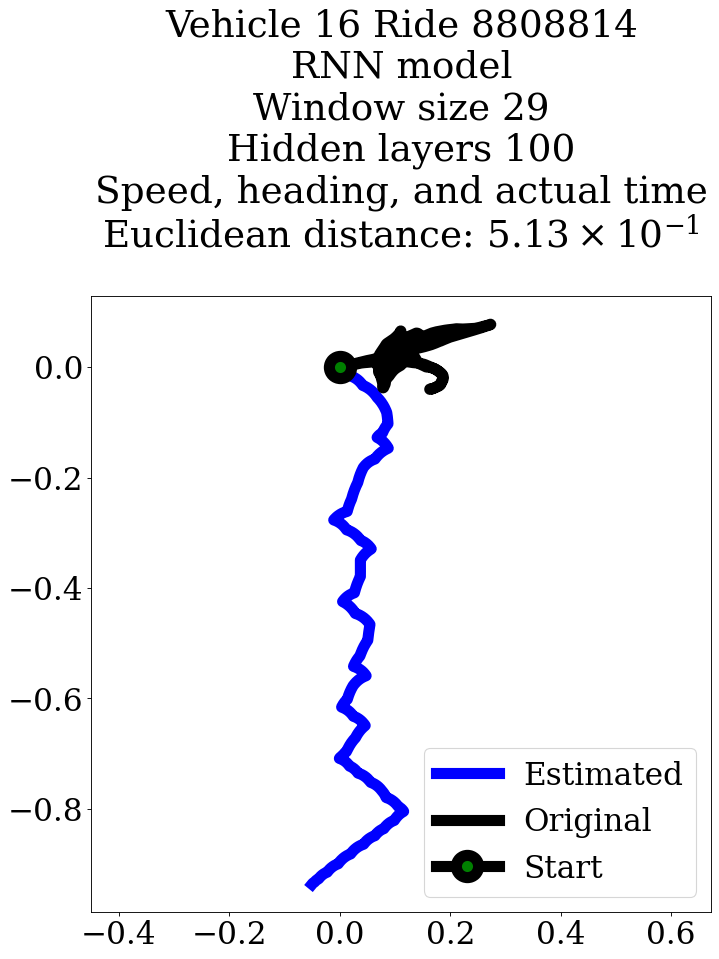 Vehicle 16 Ride 8808814
RNN model
Window size 29
Hidden layers 100
Speed, heading, and actual time
Euclidean distance: 5.13 × 10⁻¹
0.0
−0.2
−0.4
−0.6
−0.8
Estimated
Original
Start
−0.4 −0.2 0.0 0.2 0.4 0.6